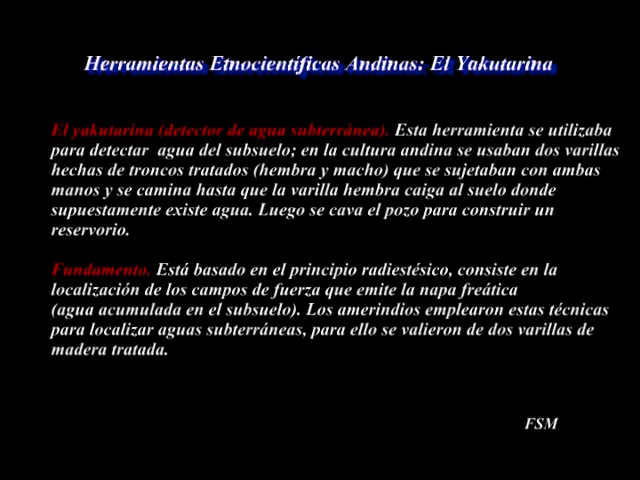 Herramientas Etnocientíficas Andinas: El Yakutarina
El yakutarina (detector de agua subterránea). Esta herramienta se utilizaba
para detectar agua del subsuelo; en la cultura andina se usaban dos varillas
hechas de troncos tratados (hembra y macho) que se sujetaban con ambas
manos y se camina hasta que la varilla hembra caiga al suelo donde
supuestamente existe agua. Luego se cava el pozo para construir un
reservorio.
Fundamento. Está basado en el principio radiestésico, consiste en la
localización de los campos de fuerza que emite la napa freática
(agua acumulada en el subsuelo). Los amerindios emplearon estas técnicas
para localizar aguas subterráneas, para ello se valieron de dos varillas de
madera tratada.
FSM